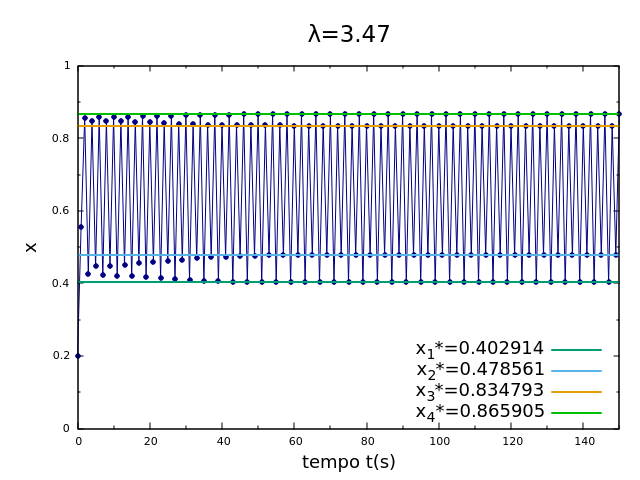 λ=3.47
1
0.8
0.6
0.4
0.2
0
x
x1*=0.402914
x2*=0.478561
x3*=0.834793
x4*=0.865905
0 20 40 60 80 100 120 140
tempo t(s)